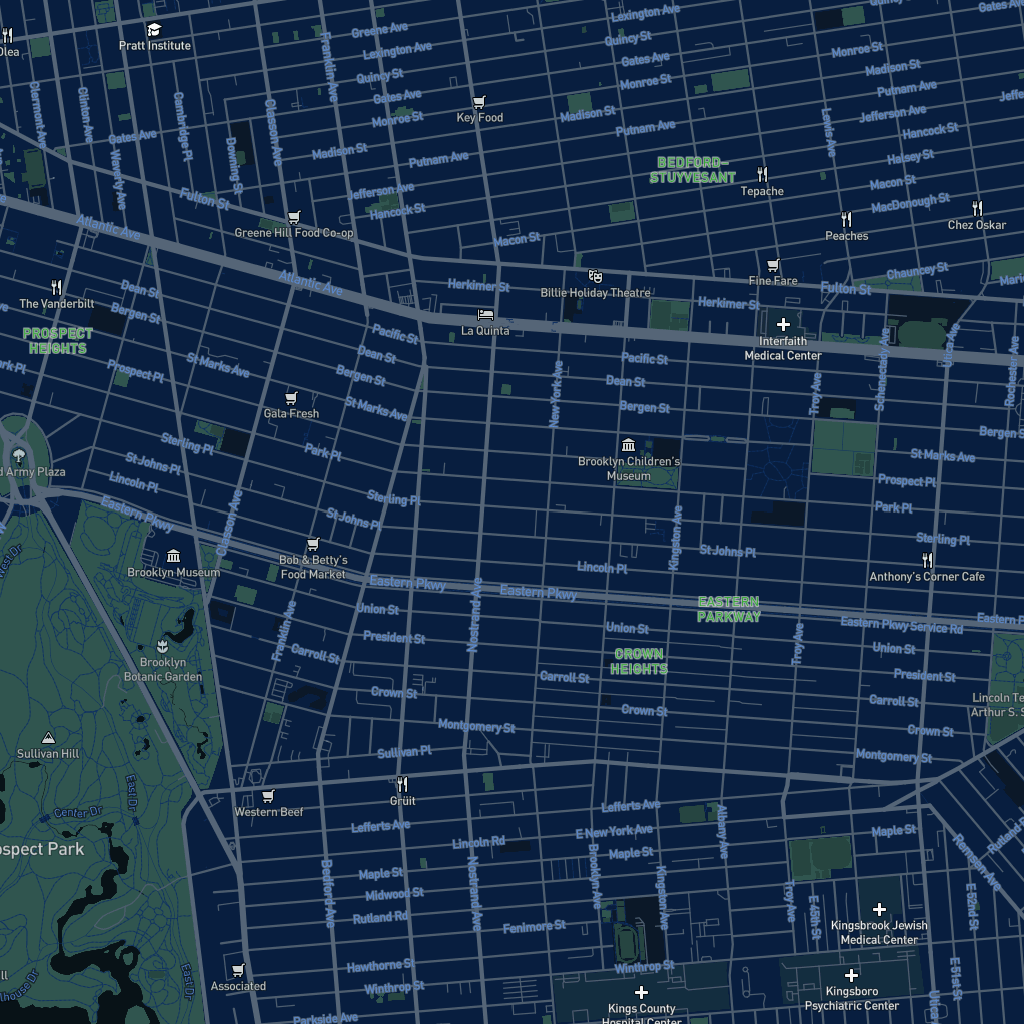 Greene Ave
Lexington Ave
Quincy St
Pratt Institute
Olea
Lexington Ave
Quincy St
Gates Ave
Monroe St
Gates Ave
Monroe St
Madison St
Putnam Ave
Jefferson Ave
Hancock St
Clermont Ave
Clinton Ave
Waverly Ave
Gates Ave
Cambridge Pl
Downing St
Classon Ave
Franklin Ave
Gates Ave
Monroe St
Key Food
Madison St
Putnam Ave
Madison St
Putnam Ave
Jefferson Ave
Hancock St
Halsey St
Macon St
MacDonough St
Lewis Ave
BEDFORD-
STUYVESANT
Tepache
Peaches
Chez Oskar
Fulton St
Greene Hill Food Co-op
Macon St
Atlantic Ave
Atlantic Ave
Herkimer St
Billie Holiday Theatre
Fine Fare
Chauncey St
Fulton St
Herkimer St
The Vanderbilt
Dean St
Bergen St
PROSPECT
HEIGHTS
La Quinta
Pacific St
Dean St
Bergen St
St Marks Ave
Interfaith
Medical Center
Pacific St
Dean St
Bergen St
New York Ave
Troy Ave
Schenectady Ave
Utica Ave
Rochester Ave
Prospect Pl
St Marks Ave
Gala Fresh
Park Pl
Sterling Pl
St Johns Pl
Lincoln Pl
Eastern Pkwy
Classon Ave
Brooklyn Children's
Museum
Bergen St
St Marks Ave
Prospect Pl
Park Pl
Sterling Pl
Sterling Pl
St Johns Pl
Kingston Ave
St Johns Pl
Lincoln Pl
Brooklyn Museum
Bob & Betty's
Food Market
Anthony's Corner Cafe
Eastern Pkwy
Eastern Pkwy
EASTERN
PARKWAY
Eastern Pkwy Service Rd
West Dr
Franklin Ave
Union St
President St
Carroll St
Nostrand Ave
Union St
CROWN
HEIGHTS
Troy Ave
Union St
President St
Carroll St
Crown St
Montgomery St
Brooklyn
Botanic Garden
Carroll St
Crown St
Crown St
Montgomery St
Sullivan Pl
Sullivan Hill
East Dr
Center Dr
Western Beef
Grüit
Lefferts Ave
Lincoln Rd
Maple St
Midwood St
Rutland Rd
Bedford Ave
Nostrand Ave
Lefferts Ave
E New York Ave
Maple St
Albany Ave
Maple St
Remsen Ave
Brooklyn Ave
Kingston Ave
Troy Ave
E 45th St
E 52nd St
Kingsbrook Jewish
Medical Center
Fenimore St
Hawthorne St
Winthrop St
Winthrop St
Associated
East Dr
Kings County
Kingsboro
Psychiatric Center
E 51st St
Parkside Ave